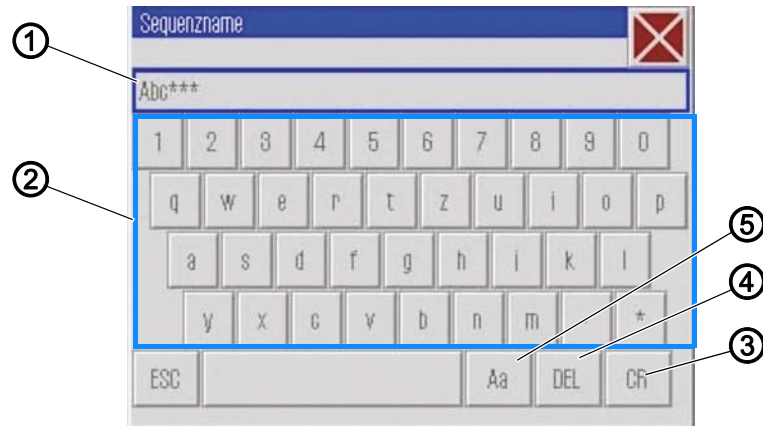 Sequenzname
1
Abc***
1 2 3 4 5 6 7 8 9 0
2
q w e r t z u i o p
5
a s d f g h j k l
4
y x c v b n m *
3
ESC Aa DEL CR